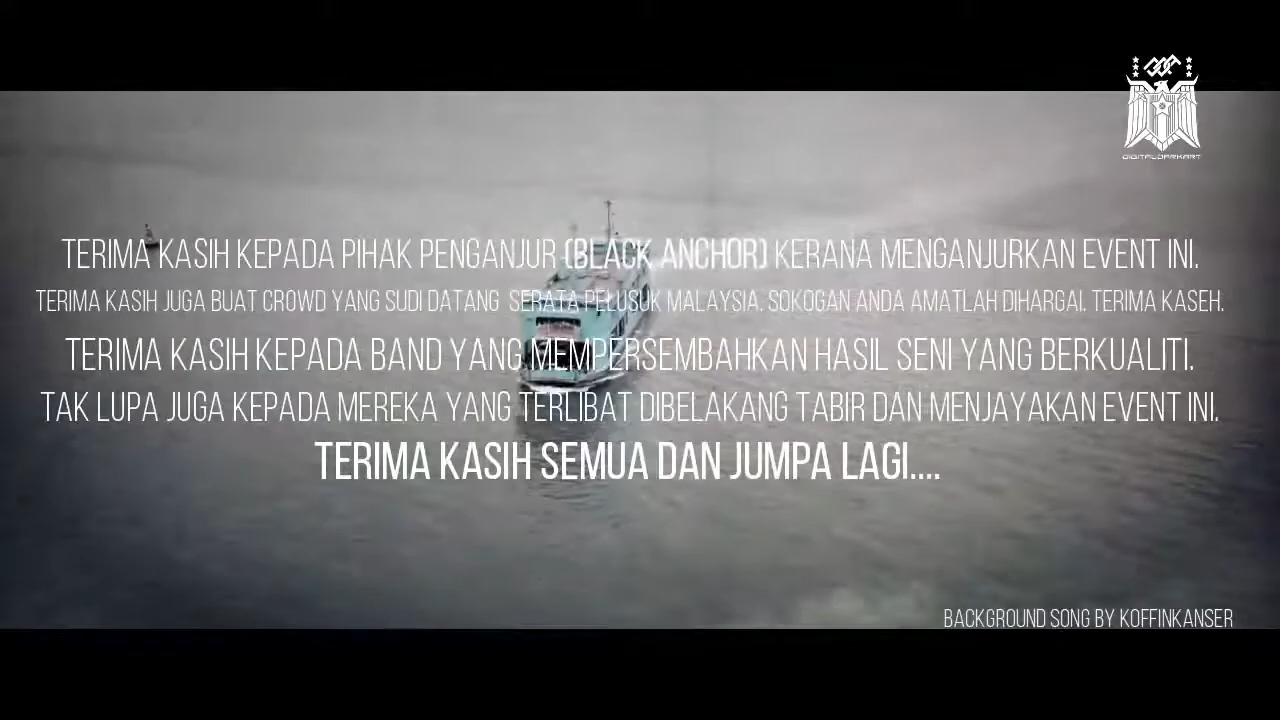 DIGITALDARKART
TERIMA KASIH KEPADA PIHAK PENGANJUR (BLACK ANCHOR) KERANA MENGANJURKAN EVENT INI.
TERIMA KASIH JUGA BUAT CROWD YANG SUDI DATANG SERATA PELUSUK MALAYSIA. SOKOGAN ANDA AMATLAH DIHARGAI. TERIMA KASEH.
TERIMA KASIH KEPADA BAND YANG MEMPERSEMBAHKAN HASIL SENI YANG BERKUALITI.
TAK LUPA JUGA KEPADA MEREKA YANG TERLIBAT DIBELAKANG TABIR DAN MENJAYAKAN EVENT INI.
TERIMA KASIH SEMUA DAN JUMPA LAGI....
BACKGROUND SONG BY KOFFINKANSER